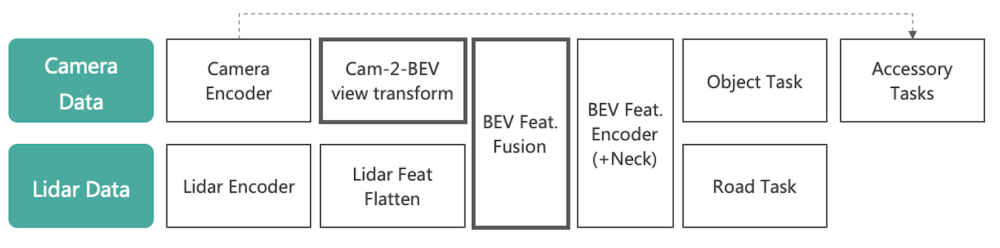 Camera
Data
Camera
Encoder
Cam-2-BEV
view transform
BEV Feat.
Fusion
BEV Feat.
Encoder
(+Neck)
Object Task
Accessory
Tasks
Lidar Data
Lidar Encoder
Lidar Feat
Flatten
Road Task